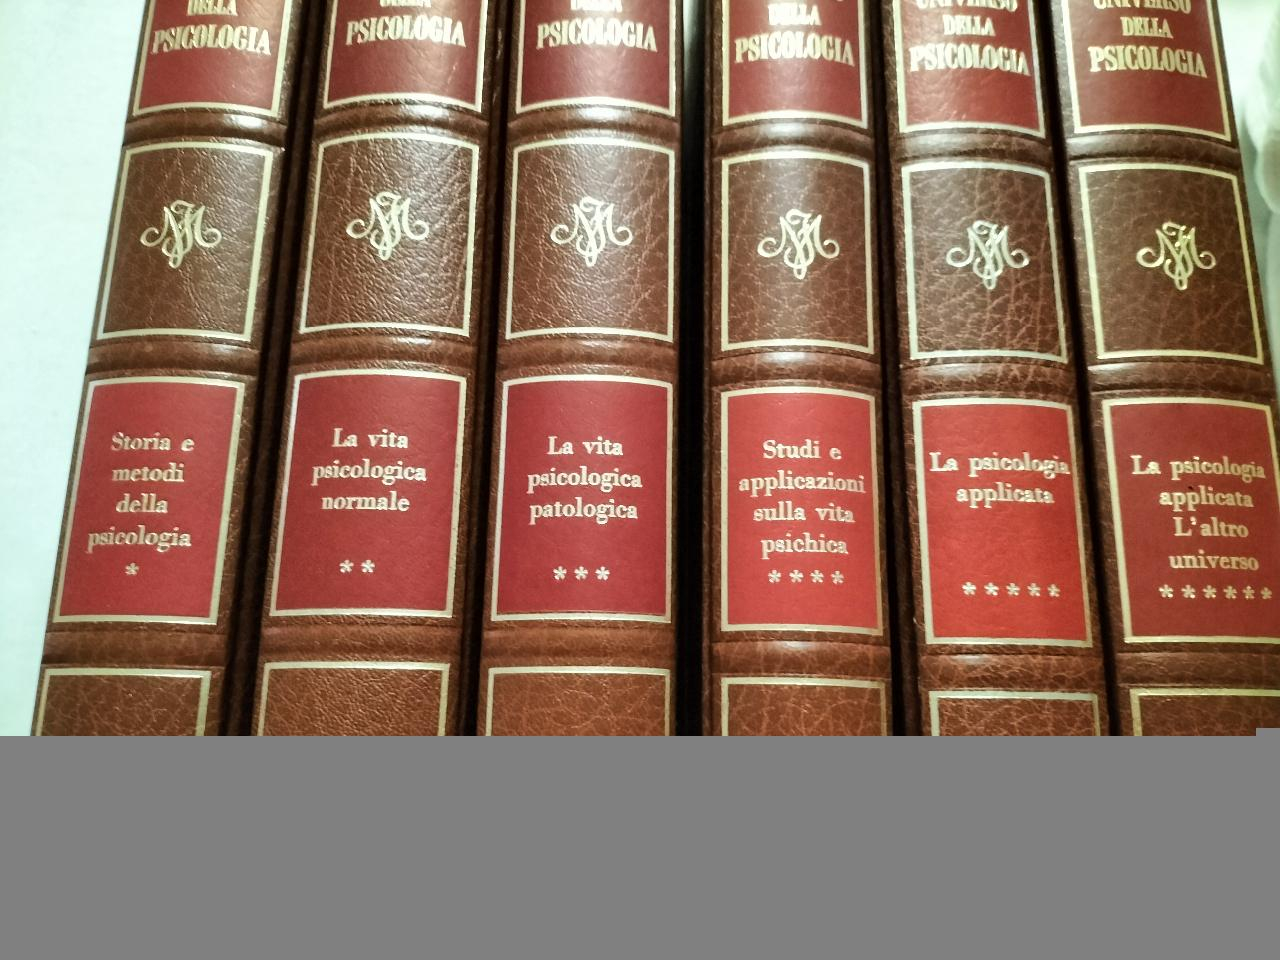 DELLA
PSICOLOGIA
Storia e
metodi
della
psicologia
*
DELLA
PSICOLOGIA
La vita
psicologica
normale
**
DELLA
PSICOLOGIA
La vita
psicologica
patologica
***
DELLA
PSICOLOGIA
Studi e
applicazioni
sulla vita
psichica
****
UNIVERSO
DELLA
PSICOLOGIA
La psicologia
applicata
*****
UNIVERSO
DELLA
PSICOLOGIA
La psicologia
applicata
L'altro
universo
******